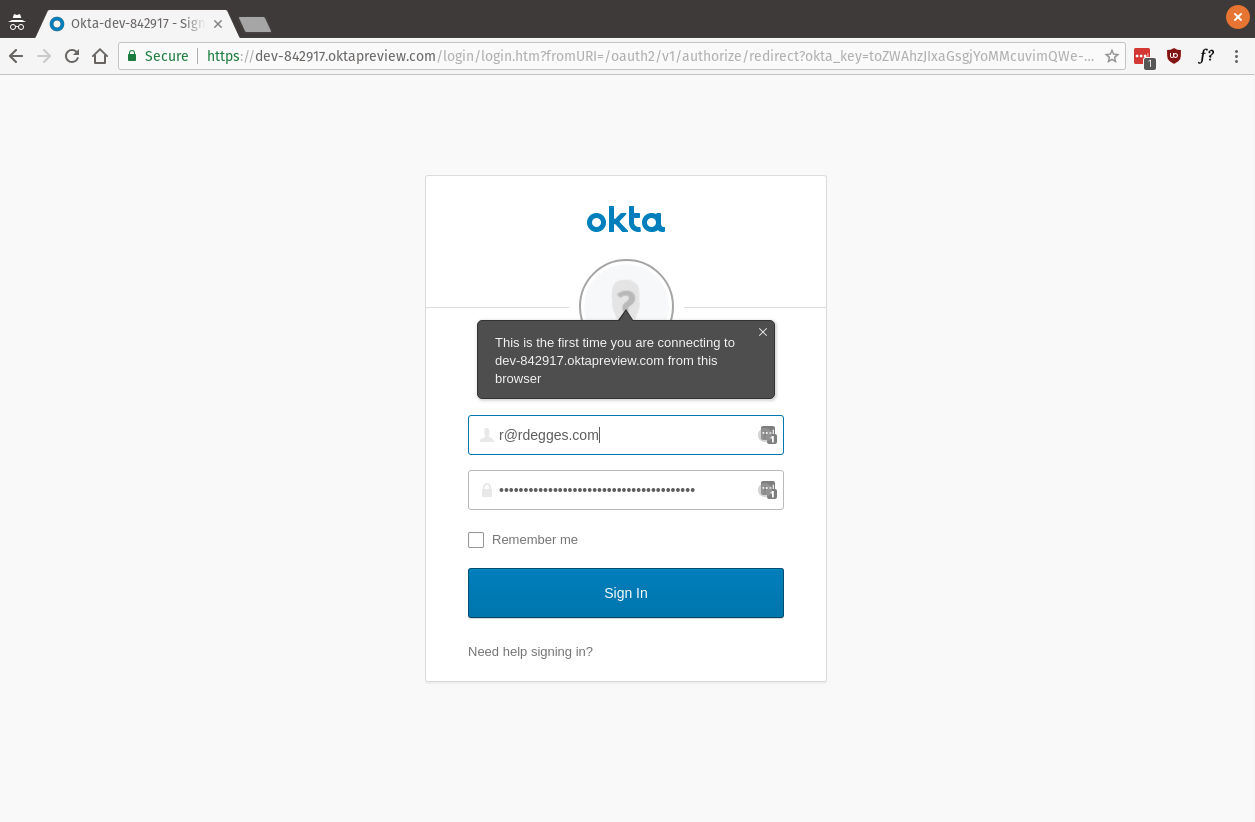 Okta-dev-842917 - Sign
Secure
https://dev-842917.oktapreview.com/login/login.htm?fromURI=/oauth2/v1/authorize/redirect?okta_key=toZWAhzJIxaGsgjYoMMcuvimQWe-...
1
f?
okta
?
This is the first time you are connecting to
dev-842917.oktapreview.com from this
browser
r@rdegges.com
1
••••••••••••••••••••••••••••••••••••••••
1
Remember me
Sign In
Need help signing in?